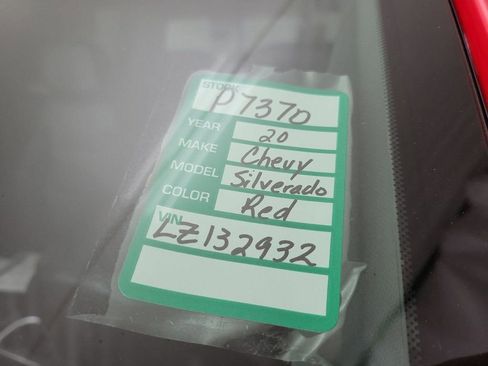 STOCK P7370
YEAR 20
MAKE Chevy
MODEL Silverado
COLOR Red
VIN LZ132932